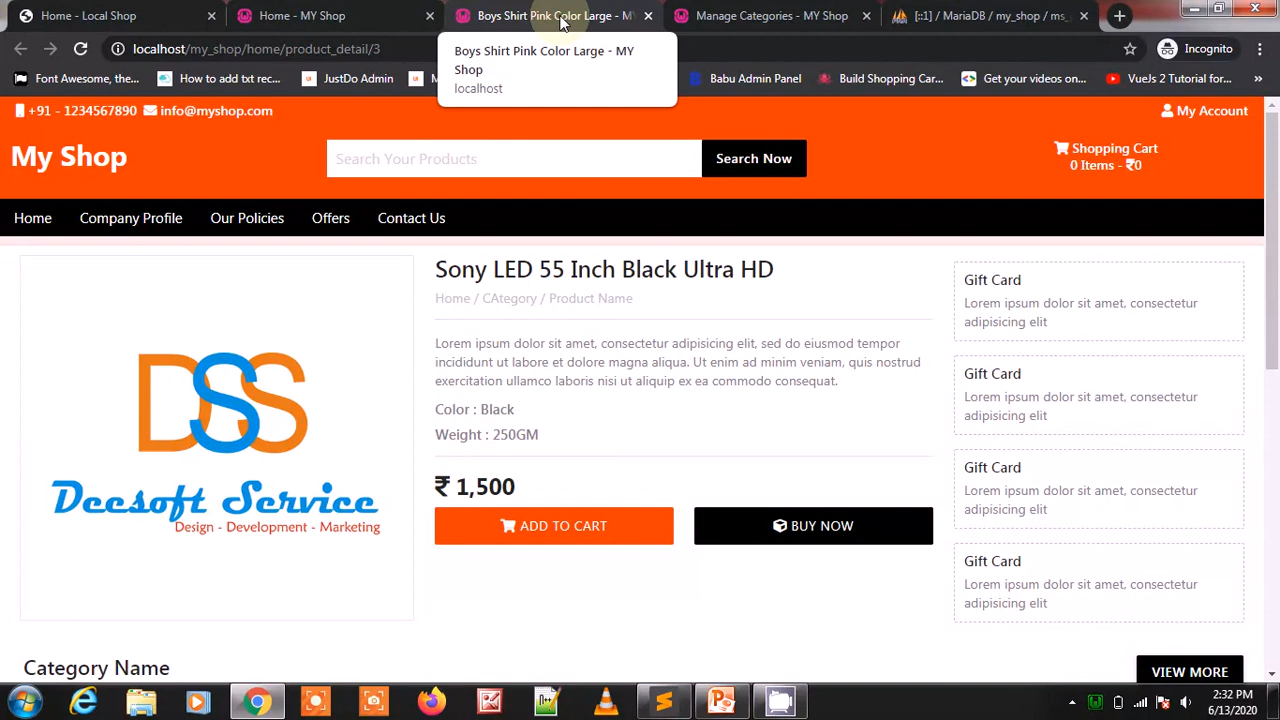 Home - Local Shop
Home - MY Shop
Boys Shirt Pink Color Large - M
Manage Categories - MY Shop
[::1] / MariaDB / my_shop / ms_
localhost/my_shop/home/product_detail/3
Incognito
Font Awesome, the...
How to add txt rec...
JustDo Admin
M
Babu Admin Panel
Build Shopping Car...
Get your videos on...
VueJs 2 Tutorial for...
Boys Shirt Pink Color Large - MY
Shop
localhost
+91 - 1234567890 info@myshop.com
My Account
My Shop
Search Your Products
Search Now
Shopping Cart
0 Items - ₹0
Home
Company Profile
Our Policies
Offers
Contact Us
DSS
Deesoft Service
Design - Development - Marketing
Sony LED 55 Inch Black Ultra HD
Home / CAtegory / Product Name
Lorem ipsum dolor sit amet, consectetur adipisicing elit, sed do eiusmod tempor
incididunt ut labore et dolore magna aliqua. Ut enim ad minim veniam, quis nostrud
exercitation ullamco laboris nisi ut aliquip ex ea commodo consequat.
Color : Black
Weight : 250GM
₹ 1,500
ADD TO CART
BUY NOW
Gift Card
Lorem ipsum dolor sit amet, consectetur
adipisicing elit
Gift Card
Lorem ipsum dolor sit amet, consectetur
adipisicing elit
Gift Card
Lorem ipsum dolor sit amet, consectetur
adipisicing elit
Gift Card
Lorem ipsum dolor sit amet, consectetur
adipisicing elit
Category Name
VIEW MORE
2:32 PM
6/13/2020